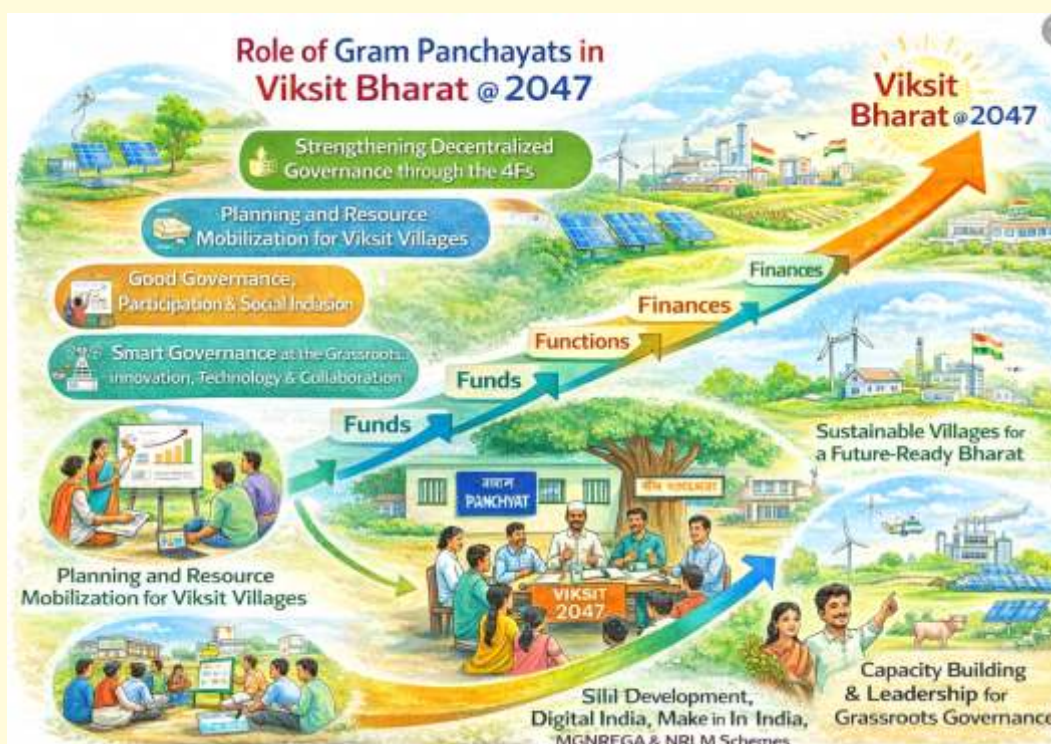 Role of Gram Panchayats in
Viksit Bharat @ 2047
Viksit
Bharat @ 2047
Strengthening Decentralized
Governance through the 4Fs
Planning and Resource
Mobilization for Viksit Villages
Good Governance,
Participation & Social Inclusion
Smart Governance at the Grassroots..
innovation, Technology & Collaboration
Finances
Finances
Functions
Funds
Funds
PANCHYAT
VIKSIT
2047
Sustainable Villages for
a Future-Ready Bharat
Planning and Resource
Mobilization for Viksit Villages
Capacity Building
& Leadership for
Grassroots Governance
Silil Development,
Digital India, Make in In India,
MGNREGA & NRLM Schemes